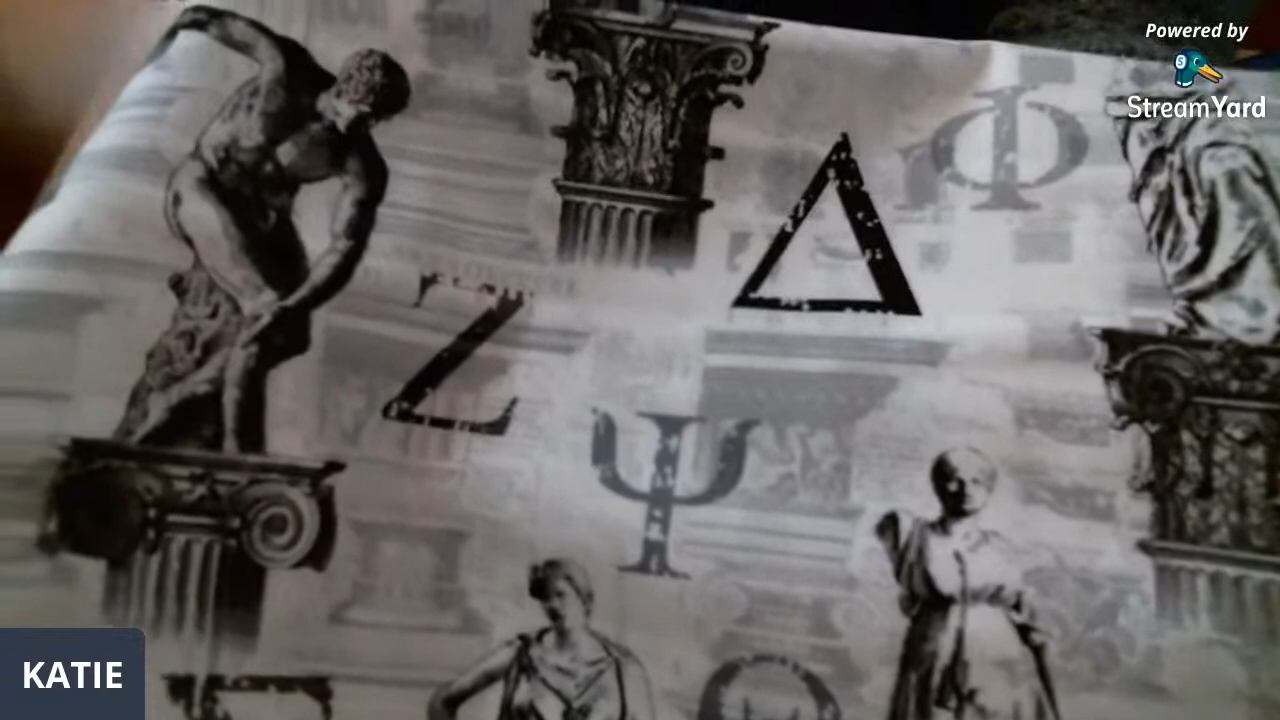 Powered by
StreamYard
Φ
Δ
Ζ
Ψ
KATIE